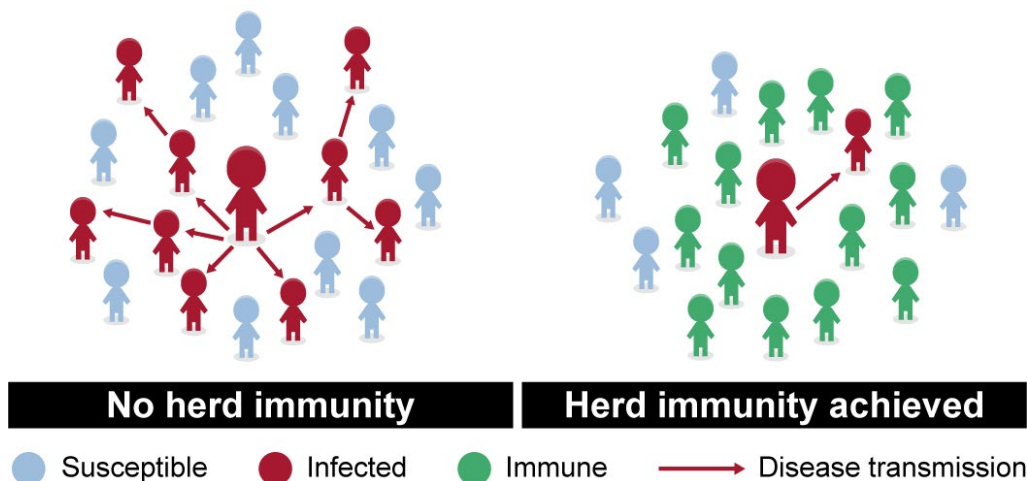 No herd immunity
Herd immunity achieved
Susceptible
Infected
Immune
Disease transmission